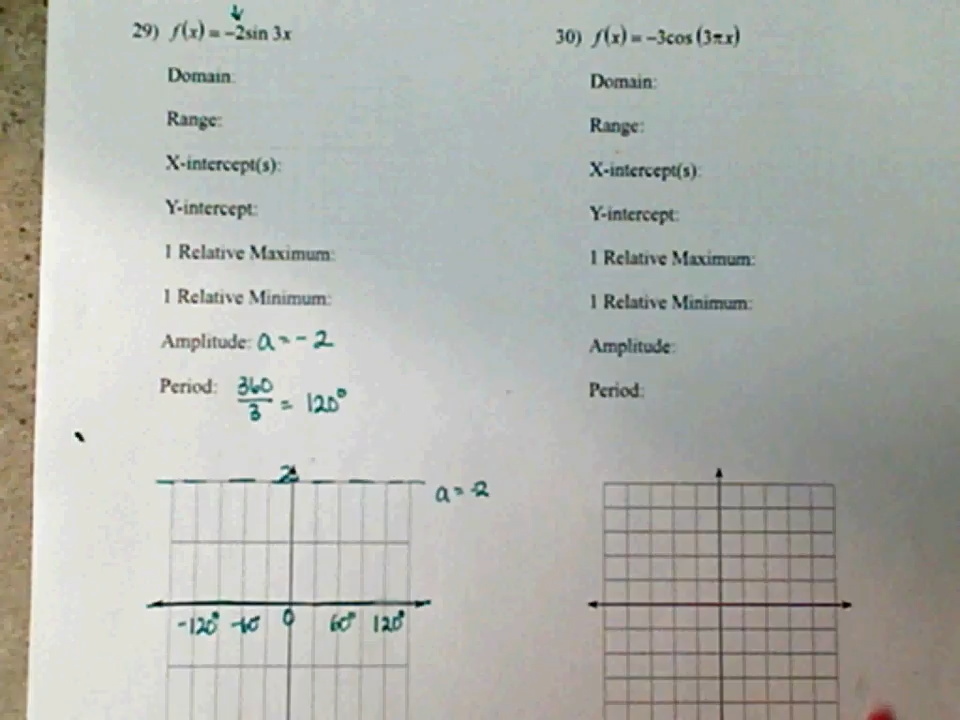 29) f(x) = -2sin 3x
Domain:
Range:
X-intercept(s):
Y-intercept:
1 Relative Maximum:
1 Relative Minimum:
Amplitude: a = -2
Period: 360/3 = 120°
2
a = -2
-120° -60 0 60° 120°
30) f(x) = -3cos (3πx)
Domain:
Range:
X-intercept(s):
Y-intercept:
1 Relative Maximum:
1 Relative Minimum:
Amplitude:
Period: